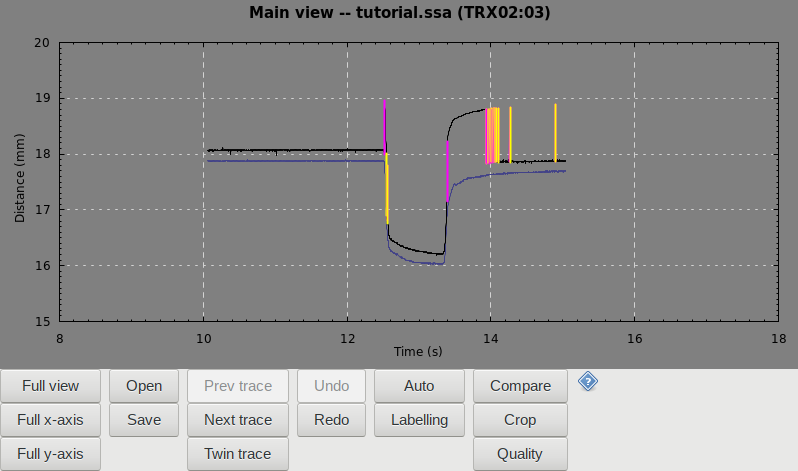 Main view -- tutorial.ssa (TRX02:03)
20
19
18
17
16
15
Distance (mm)
8
10
12
14
16
18
Time (s)
Full view
Open
Prev trace
Undo
Auto
Compare
?
Full x-axis
Save
Next trace
Redo
Labelling
Crop
Full y-axis
Twin trace
Quality